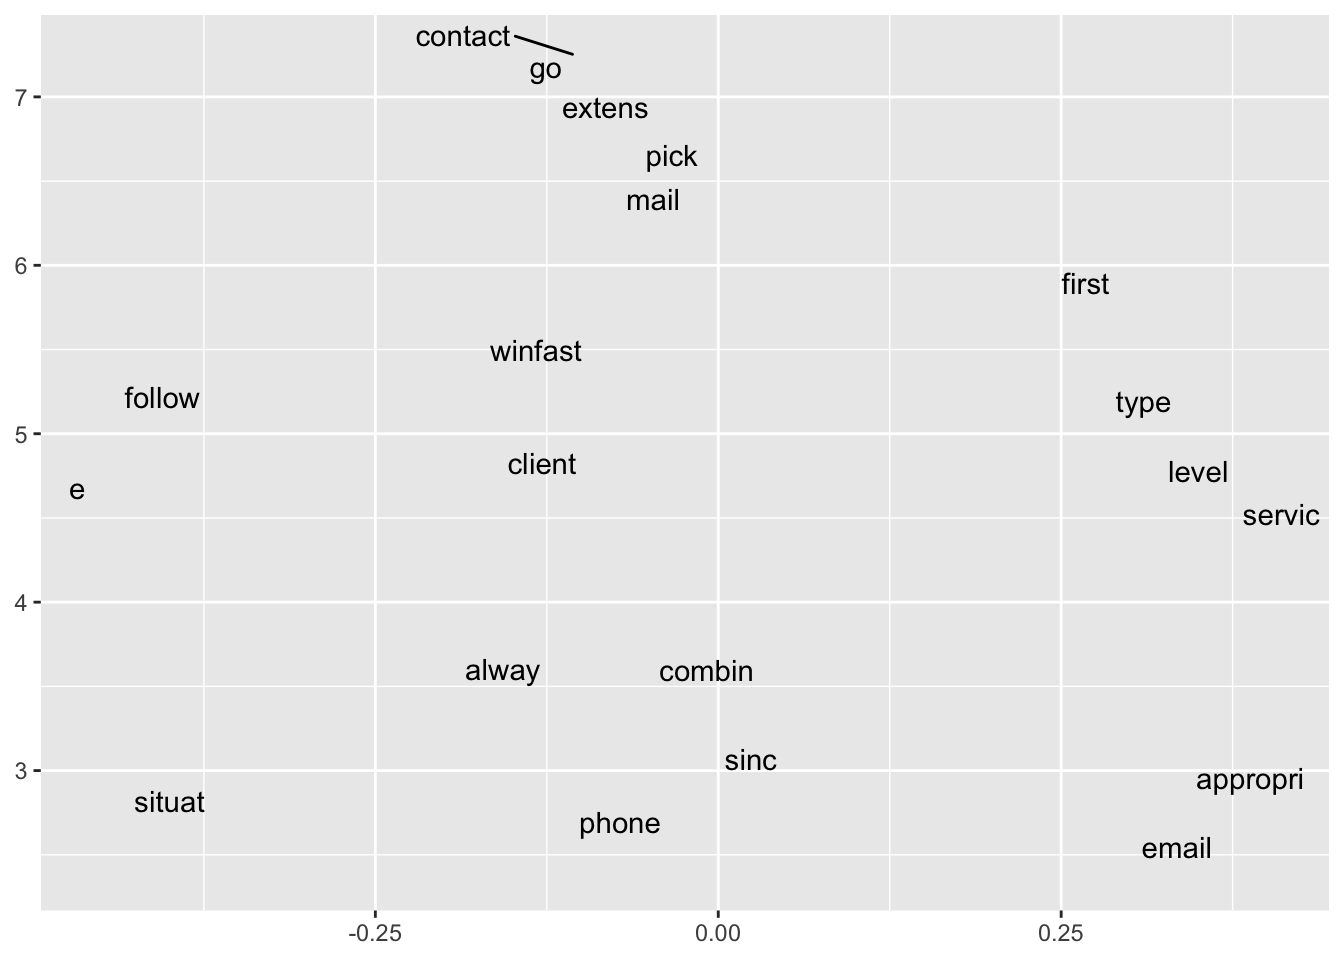 contact
go
7
extens
pick
mail
6
first
winfast
follow
type
5
client
level
e
servic
4
alway
combin
sinc
3
appropri
situat
phone
email
-0.25
0.00
0.25